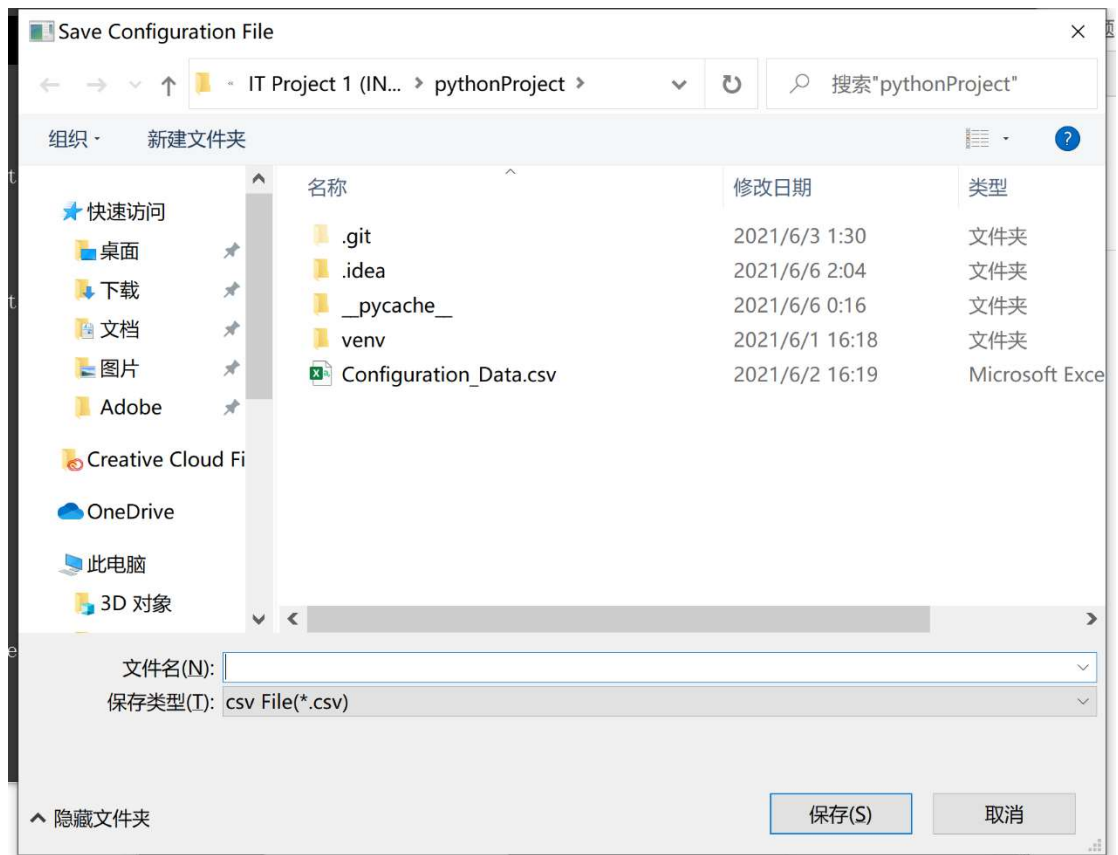 Save Configuration File
IT Project 1 (IN... > pythonProject >
搜索"pythonProject"
组织
新建文件夹
名称 修改日期 类型
快速访问
桌面
下载
文档
图片
Adobe
Creative Cloud Fi
OneDrive
此电脑
3D 对象
.git 2021/6/3 1:30 文件夹
.idea 2021/6/6 2:04 文件夹
__pycache__ 2021/6/6 0:16 文件夹
venv 2021/6/1 16:18 文件夹
Configuration_Data.csv 2021/6/2 16:19 Microsoft Exce
文件名(N):
保存类型(T): csv File(*.csv)
隐藏文件夹
保存(S) 取消